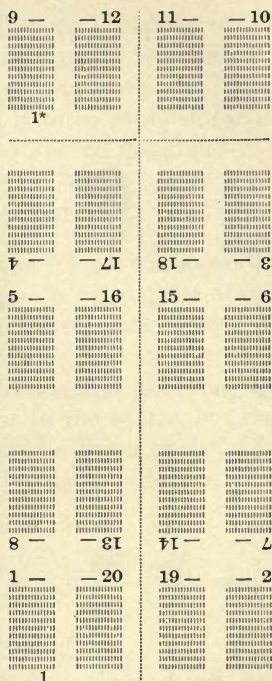 9 — — 12 11 — — 10
1*
4 — — 17 18 — — 3
5 — — 16 15 — — 6
8 — — 13 14 — — 7
1 — — 20 19 — — 2
1